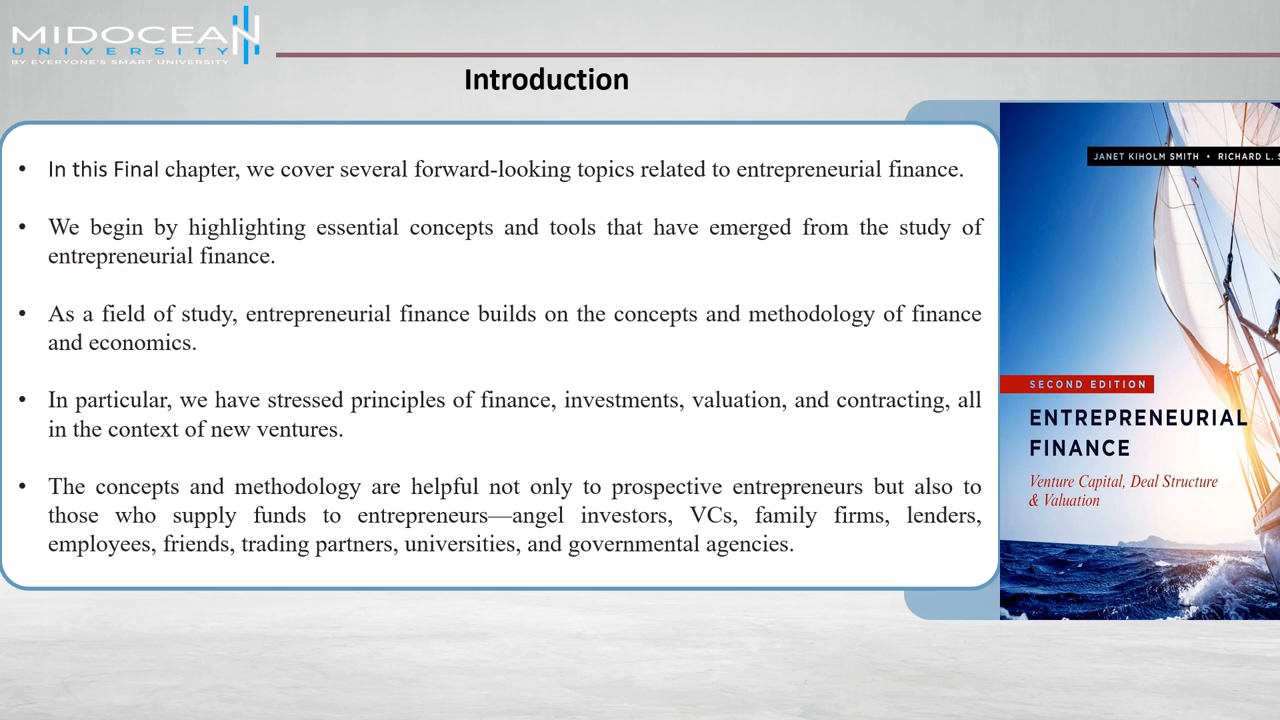 MIDOCEAN
UNIVERSITY
BY EVERYONE'S SMART UNIVERSITY
Introduction
• In this Final chapter, we cover several forward-looking topics related to entrepreneurial finance.
• We begin by highlighting essential concepts and tools that have emerged from the study of
entrepreneurial finance.
• As a field of study, entrepreneurial finance builds on the concepts and methodology of finance
and economics.
• In particular, we have stressed principles of finance, investments, valuation, and contracting, all
in the context of new ventures.
• The concepts and methodology are helpful not only to prospective entrepreneurs but also to
those who supply funds to entrepreneurs—angel investors, VCs, family firms, lenders,
employees, friends, trading partners, universities, and governmental agencies.
JANET KIHOLM SMITH • RICHARD L.
SECOND EDITION
ENTREPRENEURIAL
FINANCE
Venture Capital, Deal Structure
& Valuation